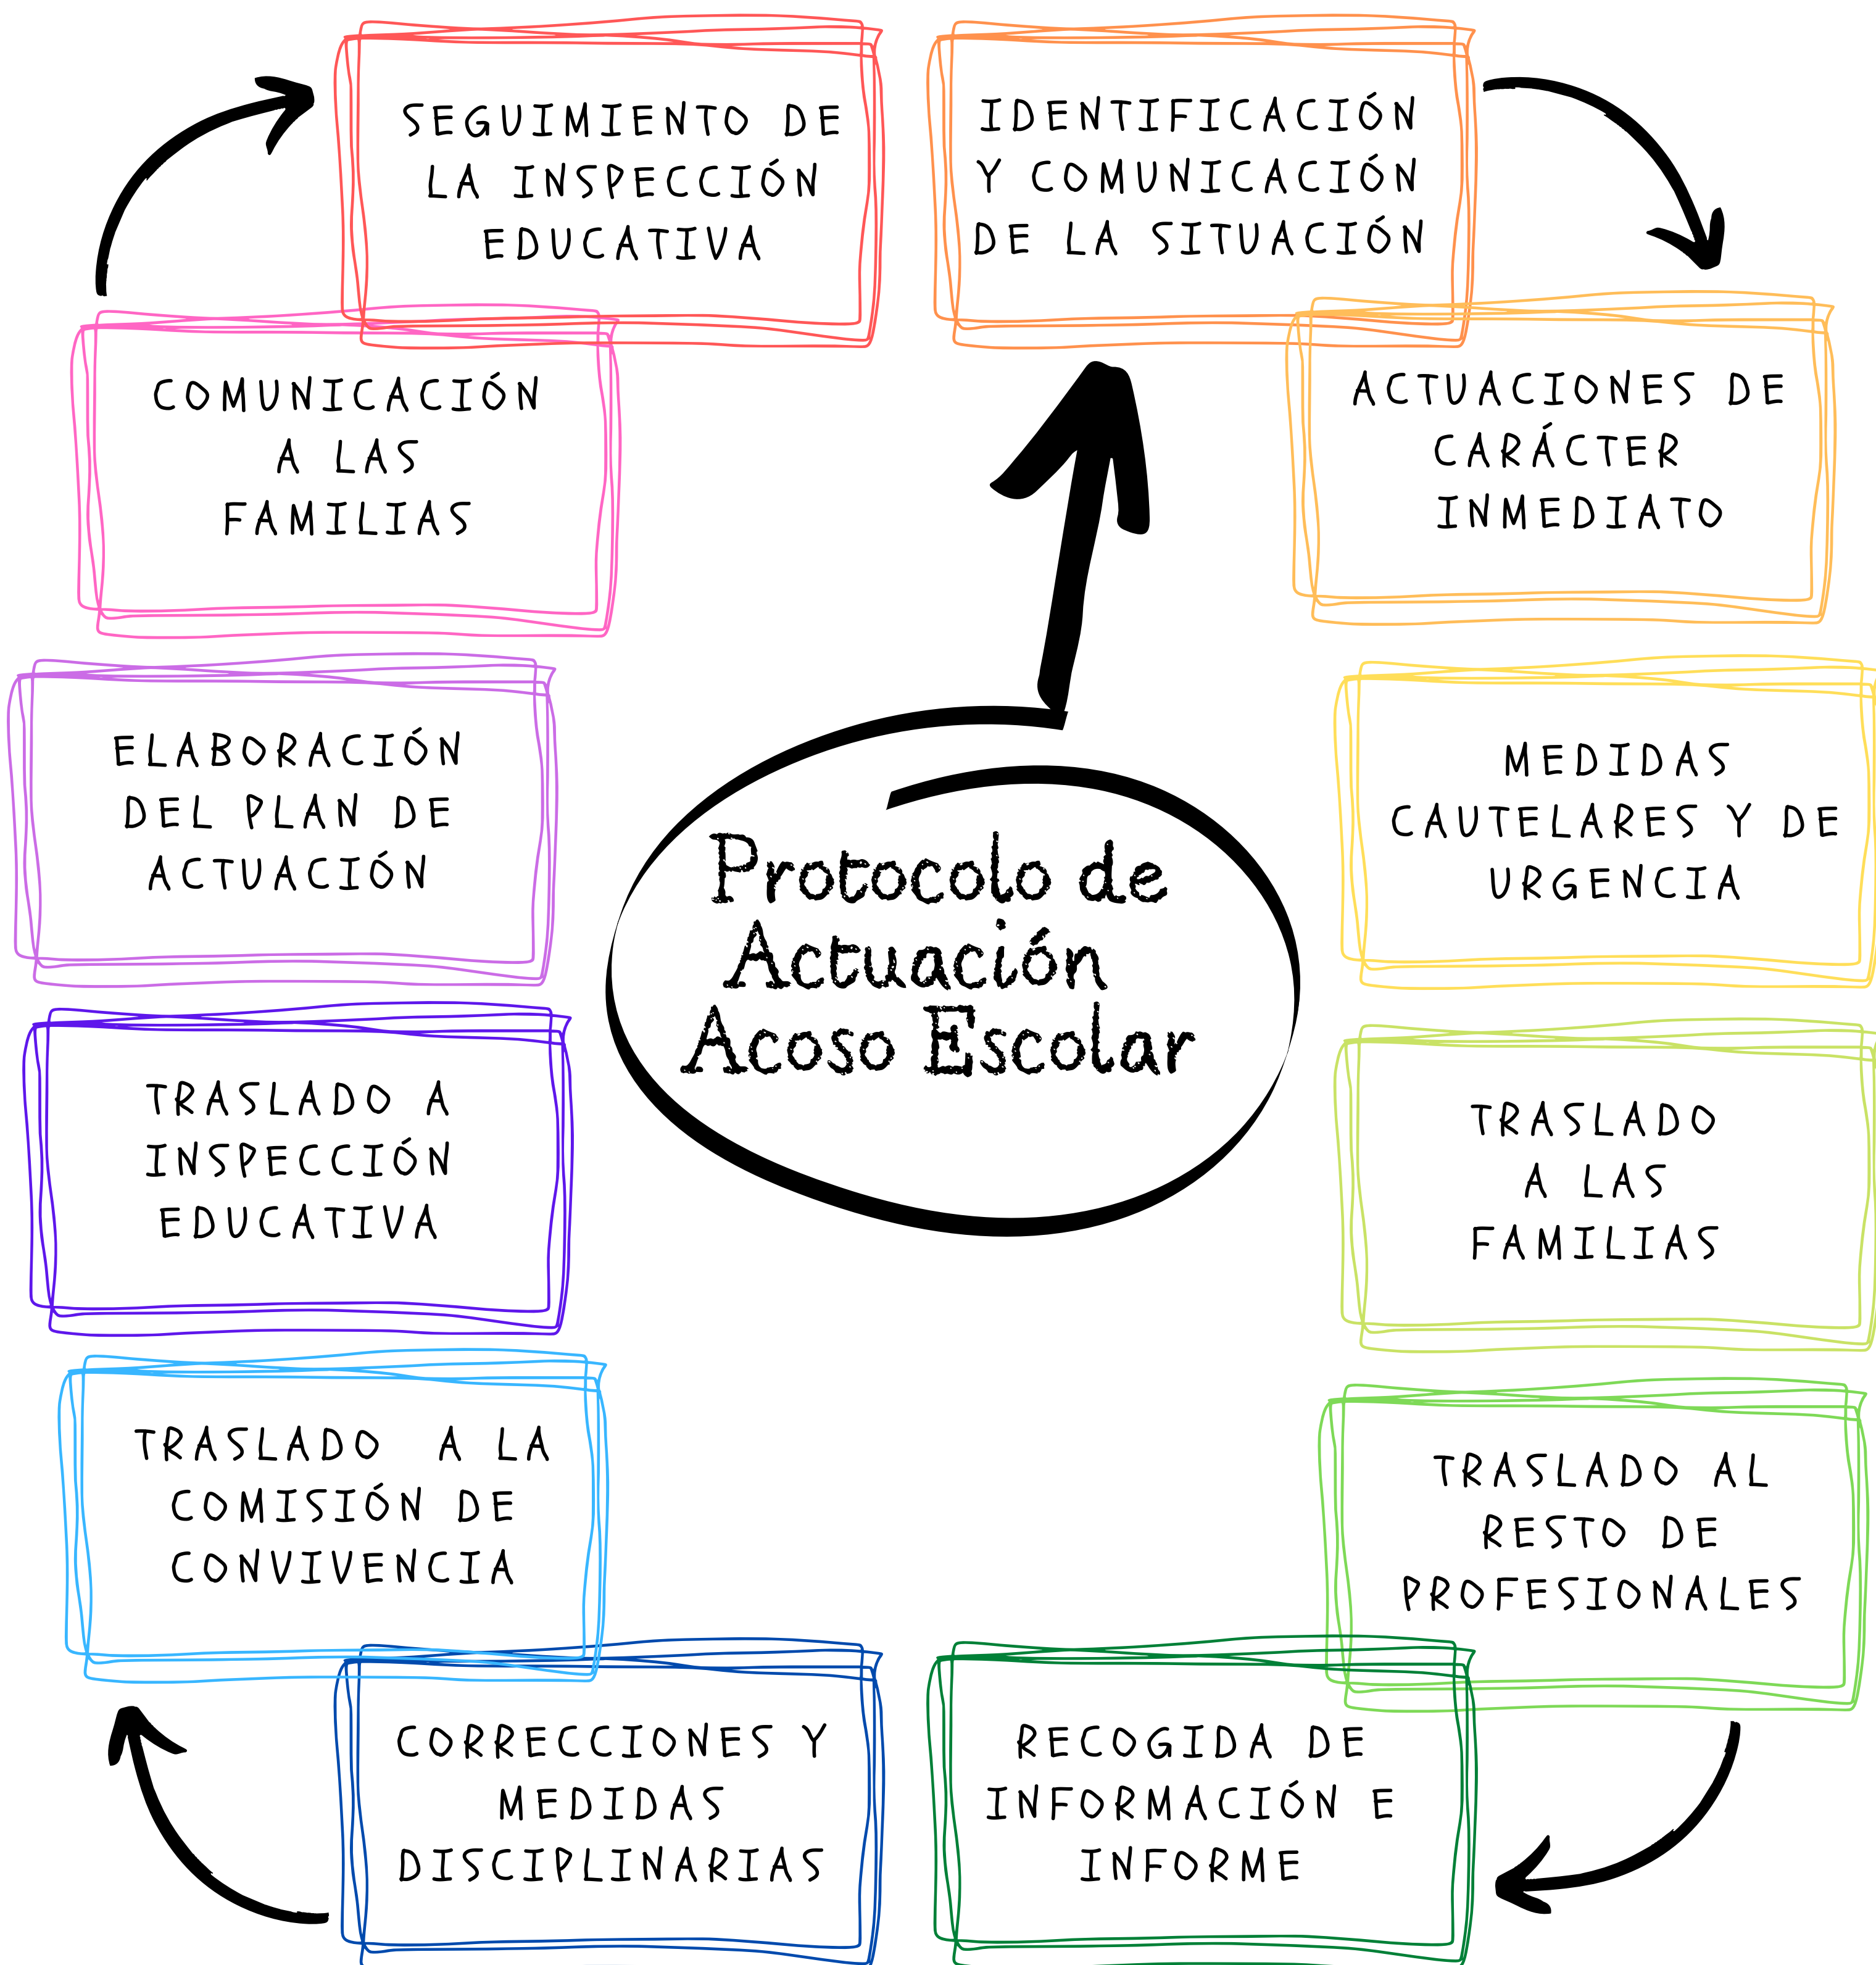 Protocolo de
Actuación
Acoso Escolar
IDENTIFICACIÓN
Y COMUNICACIÓN
DE LA SITUACIÓN
ACTUACIONES DE
CARÁCTER
INMEDIATO
MEDIDAS
CAUTELARES Y DE
URGENCIA
TRASLADO
A LAS
FAMILIAS
TRASLADO AL
RESTO DE
PROFESIONALES
RECOGIDA DE
INFORMACIÓN E
INFORME
CORRECCIONES Y
MEDIDAS
DISCIPLINARIAS
TRASLADO A LA
COMISIÓN DE
CONVIVENCIA
TRASLADO A
INSPECCIÓN
EDUCATIVA
ELABORACIÓN
DEL PLAN DE
ACTUACIÓN
COMUNICACIÓN
A LAS
FAMILIAS
SEGUIMIENTO DE
LA INSPECCIÓN
EDUCATIVA